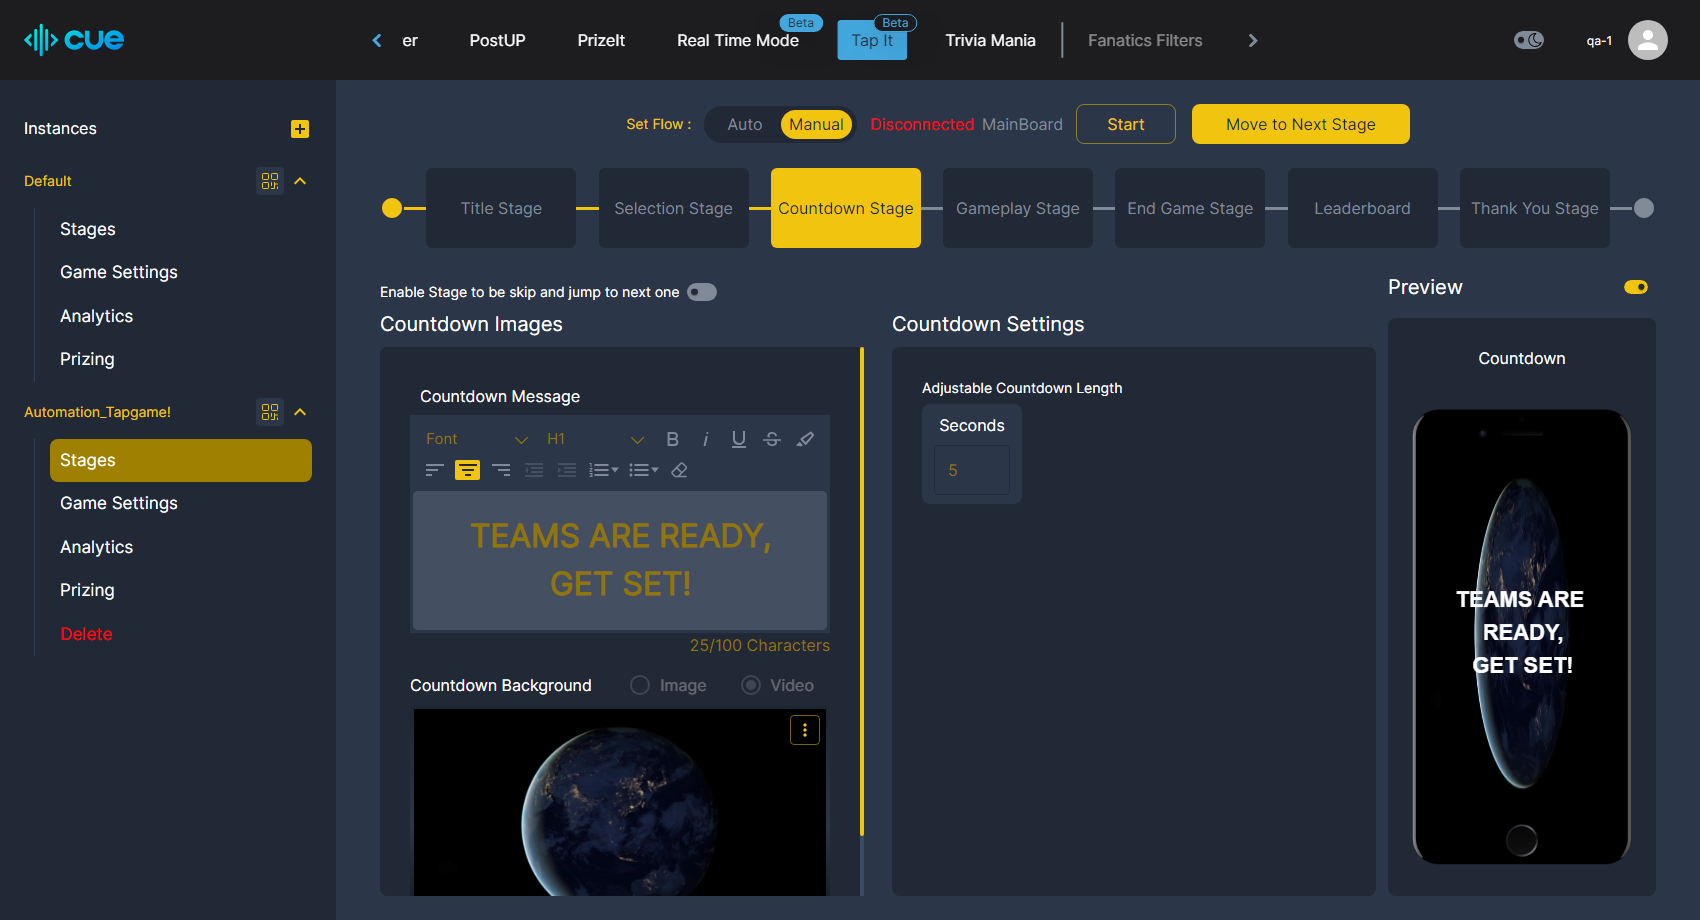 cue
er
PostUP
PrizeIt
Real Time Mode
Beta
Tap It
Beta
Trivia Mania
Fanatics Filters
qa-1
Instances
Default
Stages
Game Settings
Analytics
Prizing
Automation_Tapgame!
Stages
Game Settings
Analytics
Prizing
Delete
Set Flow :
Auto
Manual
Disconnected MainBoard
Start
Move to Next Stage
Title Stage
Selection Stage
Countdown Stage
Gameplay Stage
End Game Stage
Leaderboard
Thank You Stage
Enable Stage to be skip and jump to next one
Countdown Images
Countdown Message
Font
H1
B
i
U
S
TEAMS ARE READY,
GET SET!
25/100 Characters
Countdown Background
Image
Video
Countdown Settings
Adjustable Countdown Length
Seconds
5
Preview
Countdown
TEAMS ARE
READY,
GET SET!